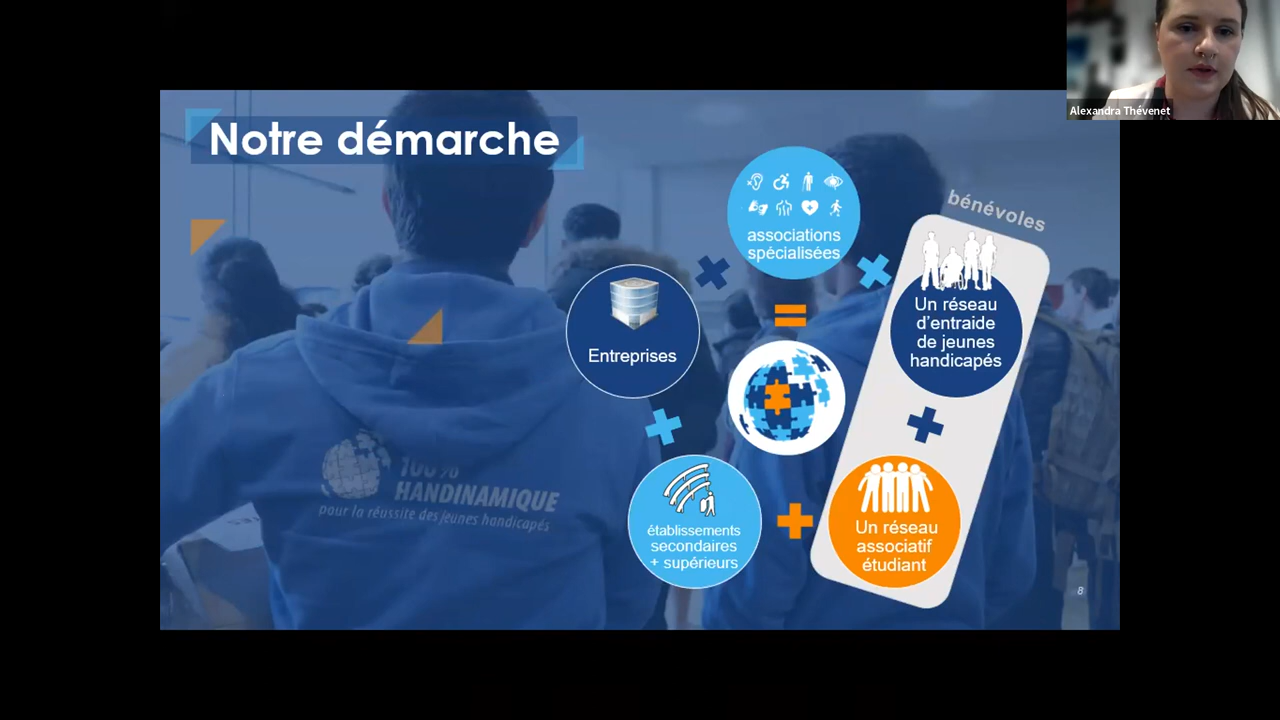 Alexandra Thévenet
Notre démarche
associations
spécialisées
bénévoles
Un réseau
d'entraide
de jeunes
handicapés
Entreprises
100%
HANDINAMIQUE
pour la réussite des jeunes handicapés
établissements
secondaires
+ supérieurs
Un réseau
associatif
étudiant
8